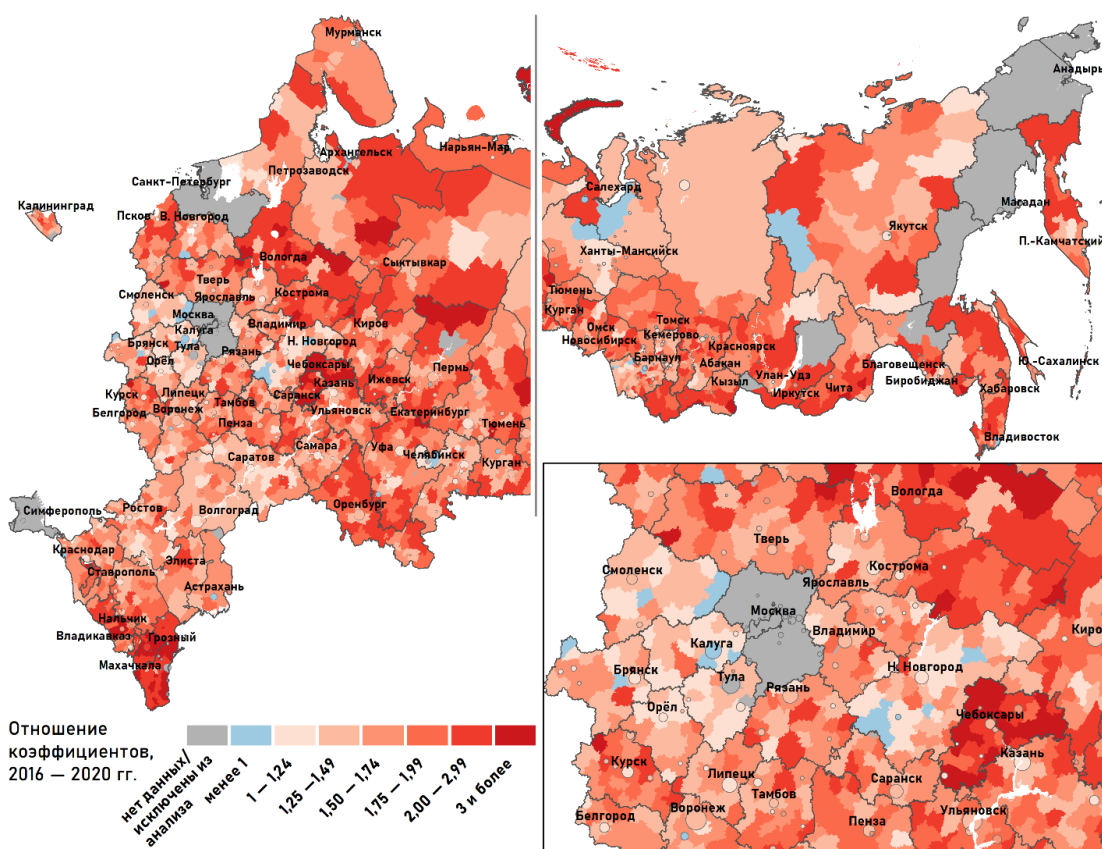 Мурманск
Архангельск
Нарьян-Мар
Петрозаводск
Санкт-Петербург
Калининград
Псков
В. Новгород
Вологда
Сыктывкар
Тверь
Смоленск
Ярославль
Кострома
Москва
Владимир
Киров
Калуга
Н. Новгород
Брянск
Тула
Рязань
Пермь
Орёл
Чебоксары
Казань
Ижевск
Курск
Липецк
Саранск
Белгород
Воронеж
Тамбов
Ульяновск
Екатеринбург
Пенза
Тюмень
Самара
Уфа
Челябинск
Саратов
Курган
Оренбург
Симферополь
Ростов
Волгоград
Краснодар
Элиста
Ставрополь
Астрахань
Нальчик
Владикавказ
Грозный
Махачкала
Анадырь
Салехард
Магадан
Якутск
П.-Камчатский
Ханты-Мансийск
Тюмень
Курган
Томск
Омск
Кемерово
Новосибирск
Красноярск
Барнаул
Абакан
Улан-Удэ
Благовещенск
Ю.-Сахалинск
Кызыл
Иркутск
Чита
Биробиджан
Хабаровск
Владивосток
Вологда
Тверь
Смоленск
Кострома
Ярославль
Москва
Владимир
Киро
Калуга
Н. Новгород
Брянск
Тула
Рязань
Орёл
Чебоксары
Казань
Курск
Липецк
Саранск
Тамбов
Воронеж
Белгород
Пенза
Ульяновск
Отношение
коэффициентов,
2016 — 2020 гг.
нет данных/
исключены из
анализа
менее 1
1 — 1,24
1,25 —1,49
1,50 — 1,74
1,75 — 1,99
2,00 — 2,99
3 и более